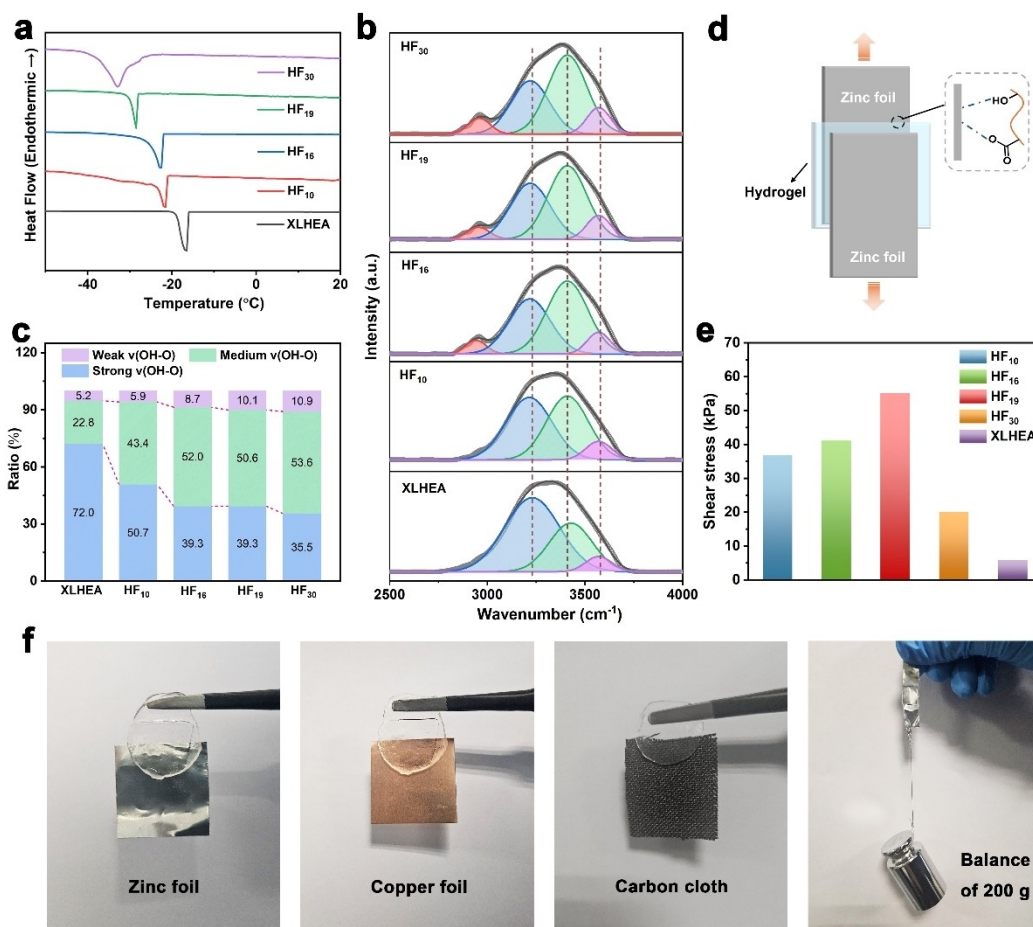 a
Heat Flow (Endothermic →)
HF₃₀
HF₁₉
HF₁₆
HF₁₀
XLHEA
-40 -20 0 20
Temperature (°C)
b
Intensity (a.u.)
HF₃₀
HF₁₉
HF₁₆
HF₁₀
XLHEA
2500 3000 3500 4000
Wavenumber (cm⁻¹)
c
Ratio (%)
120
90
60
30
0
Weak ν(OH-O) Medium ν(OH-O)
Strong ν(OH-O)
5.2 5.9 8.7 10.1 10.9
22.8 43.4 52.0 50.6 53.6
72.0 50.7 39.3 39.3 35.5
XLHEA HF₁₀ HF₁₆ HF₁₉ HF₃₀
d
Zinc foil
Hydrogel
Zinc foil
HO
O
O
e
Shear stress (kPa)
70
60
50
40
30
20
10
0
HF₁₀
HF₁₆
HF₁₉
HF₃₀
XLHEA
f
Zinc foil
Copper foil
Carbon cloth
Balance
of 200 g